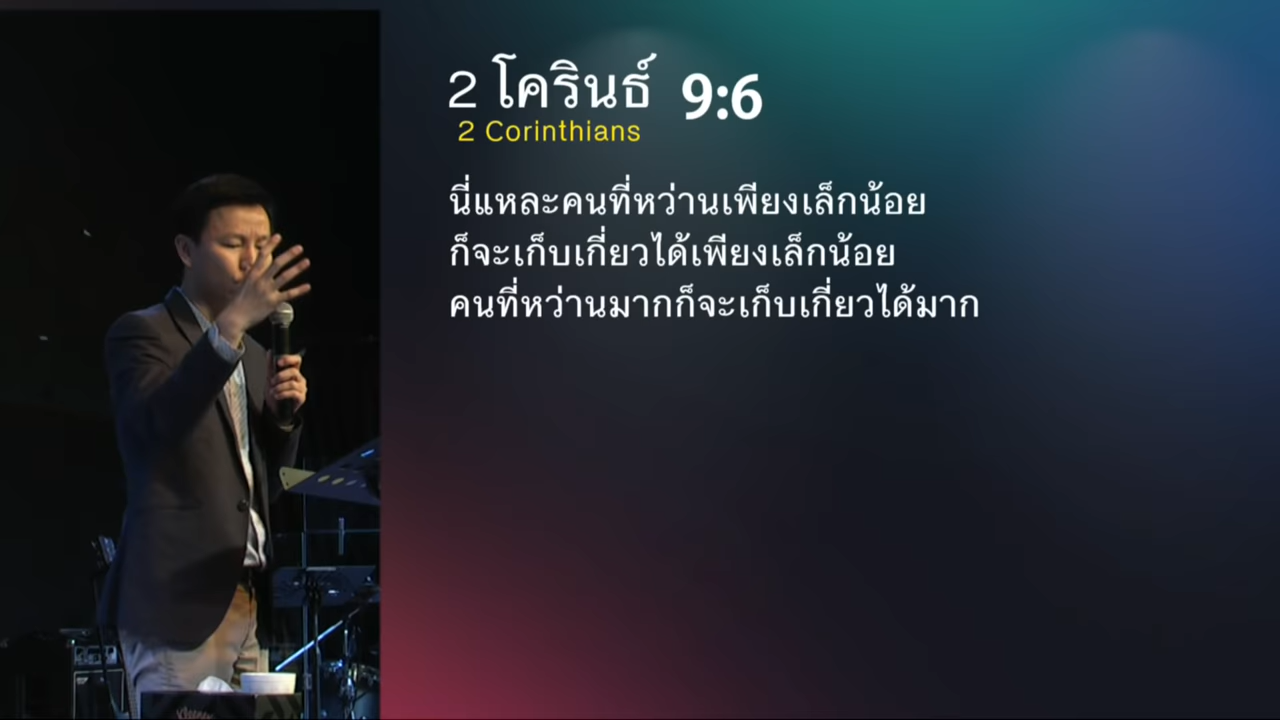 2 โครินธ์ 9:6
2 Corinthians
นี่แหละคนที่หว่านเพียงเล็กน้อย
ก็จะเก็บเกี่ยวได้เพียงเล็กน้อย
คนที่หว่านมากก็จะเก็บเกี่ยวได้มาก
Kleenex